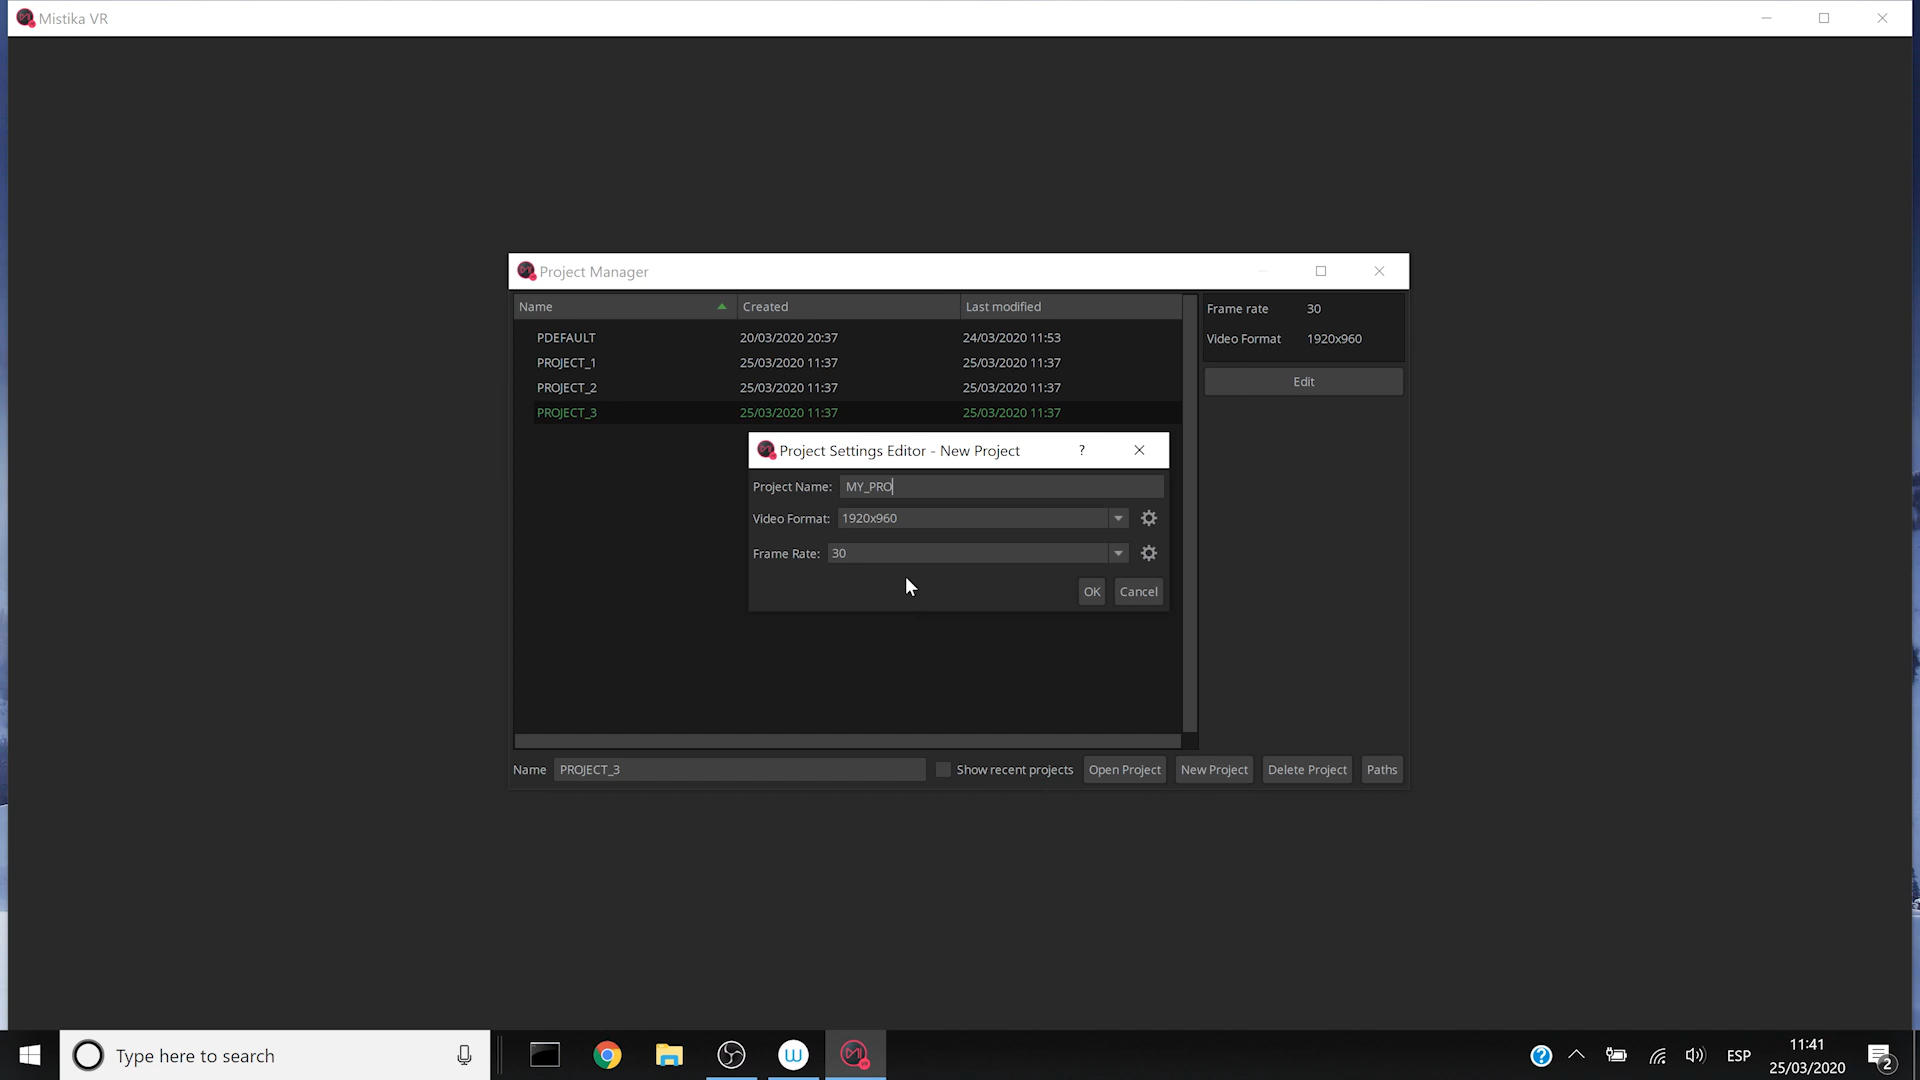 Mistika VR
Project Manager
Name Created Last modified
PDEFAULT 20/03/2020 20:37 24/03/2020 11:53
PROJECT_1 25/03/2020 11:37 25/03/2020 11:37
PROJECT_2 25/03/2020 11:37 25/03/2020 11:37
PROJECT_3 25/03/2020 11:37 25/03/2020 11:37
Frame rate 30
Video Format 1920x960
Edit
Project Settings Editor - New Project ?
Project Name: MY_PRO
Video Format: 1920x960
Frame Rate: 30
OK Cancel
Name PROJECT_3 Show recent projects Open Project New Project Delete Project Paths
Type here to search
W
?
ESP
11:41
25/03/2020
2